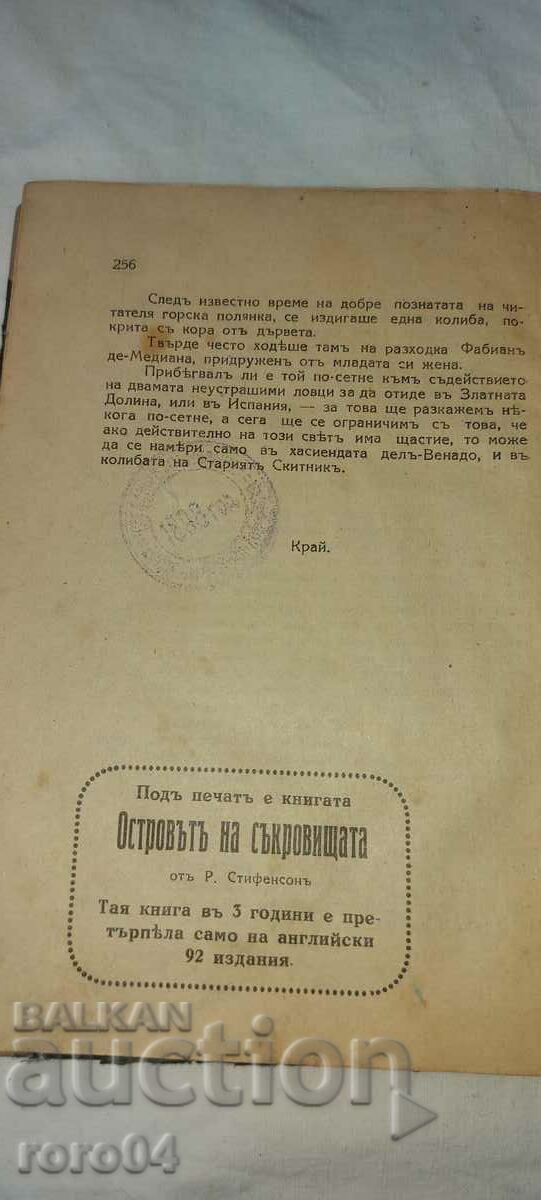 256
Следъ известно време на добре познатата на чи-
тателя горска полянка, се издигаше една колиба, по-
крита съ кора отъ дървета.
Твърде често ходѣше тамъ на разходка Фабианъ
де-Медиана, придруженъ отъ младата си жена.
Прибѣгвалъ ли е той по-сетне къмъ съдействието
на двамата неустрашими ловци за да отиде въ Златната
Долина, или въ Испания, — за това ще разкажемъ нѣ-
кога по-сетне, а сега ще се ограничимъ съ това, че
ако действително на този свѣтъ има щастие, то може
да се намѣри само въ хасиендата делъ-Венадо, и въ
колибата на Стариятъ Скитникъ.
Край.
Подъ печатъ е книгата
Островътъ на съкровищата
отъ Р. Стифенсонъ
Тая книга въ 3 години е пре-
търпѣла само на английски
92 издания.
BALKAN
auction
roro04